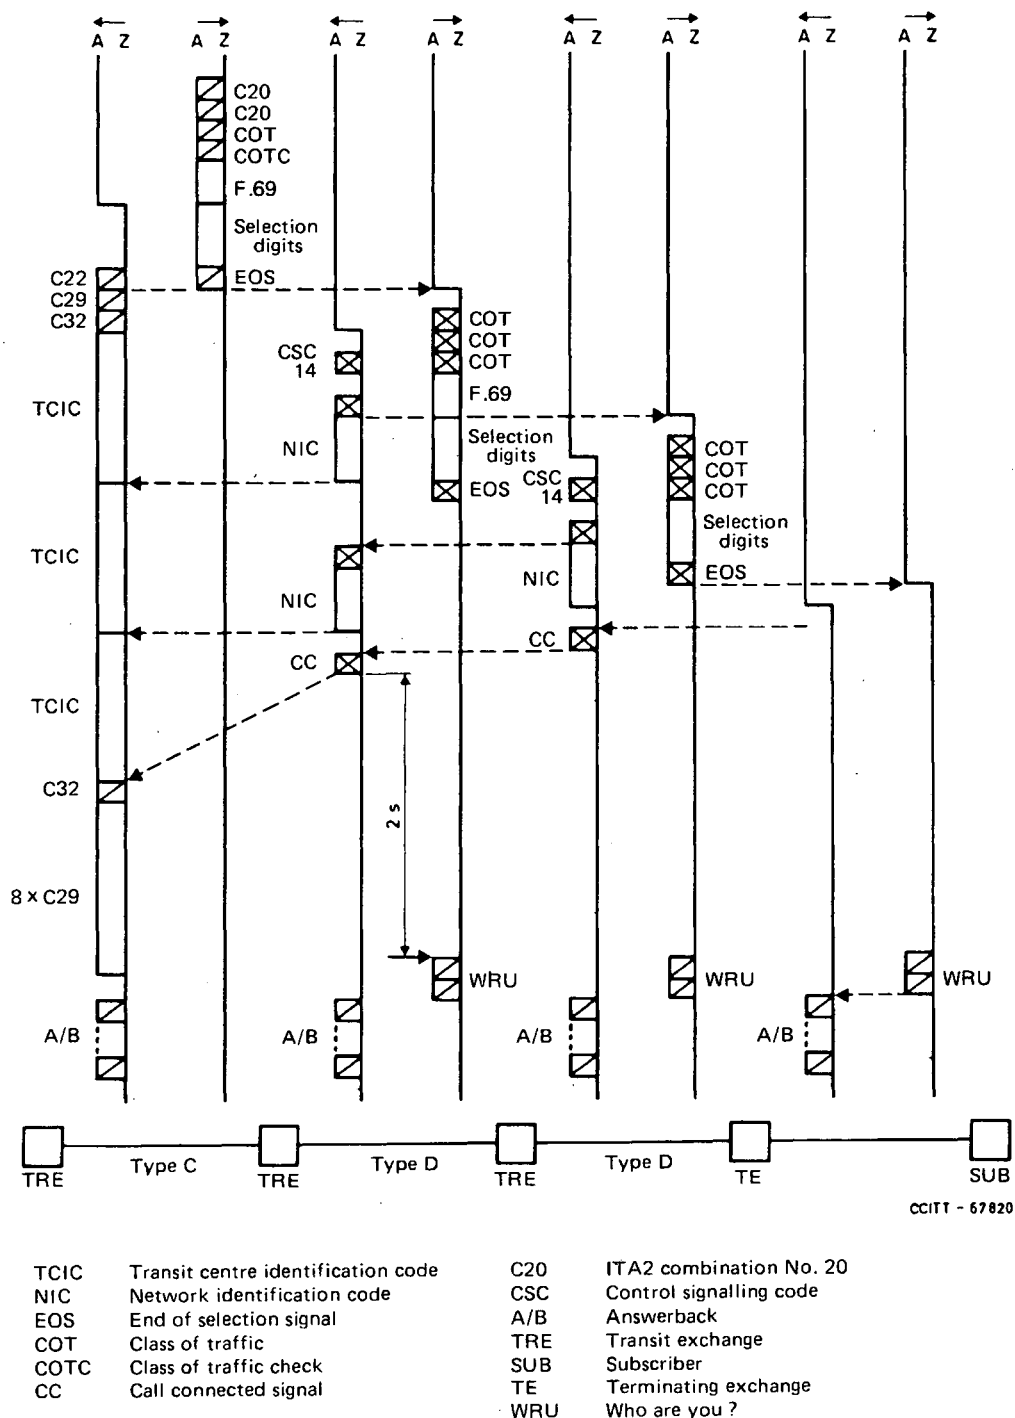 A Z A Z A Z A Z A Z A Z A Z A Z
C20
C20
COT
COTC
F.69
Selection
digits
C22
EOS
C29
C32
COT
COT
COT
CSC
14
F.69
TCIC
NIC
Selection
digits
COT
COT
COT
EOS
CSC
14
Selection
digits
TCIC
NIC
EOS
NIC
CC
CC
TCIC
C32
2 s
8 x C29
WRU
WRU
WRU
A/B
A/B
A/B
A/B
TRE
Type C
TRE
Type D
TRE
Type D
TE
SUB
CCITT - 67820
TCIC Transit centre identification code
NIC Network identification code
EOS End of selection signal
COT Class of traffic
COTC Class of traffic check
CC Call connected signal
C20 ITA2 combination No. 20
CSC Control signalling code
A/B Answerback
TRE Transit exchange
SUB Subscriber
TE Terminating exchange
WRU Who are you ?